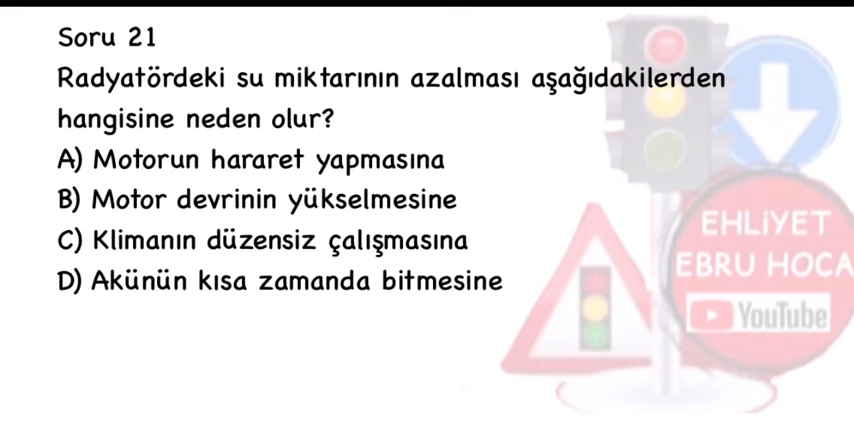 Soru 21
Radyatördeki su miktarının azalması aşağıdakilerden
hangisine neden olur?
A) Motorun hararet yapmasına
B) Motor devrinin yükselmesine
C) Klimanın düzensiz çalışmasına
D) Akünün kısa zamanda bitmesine
EHLİYET
EBRU HOCA
YouTube